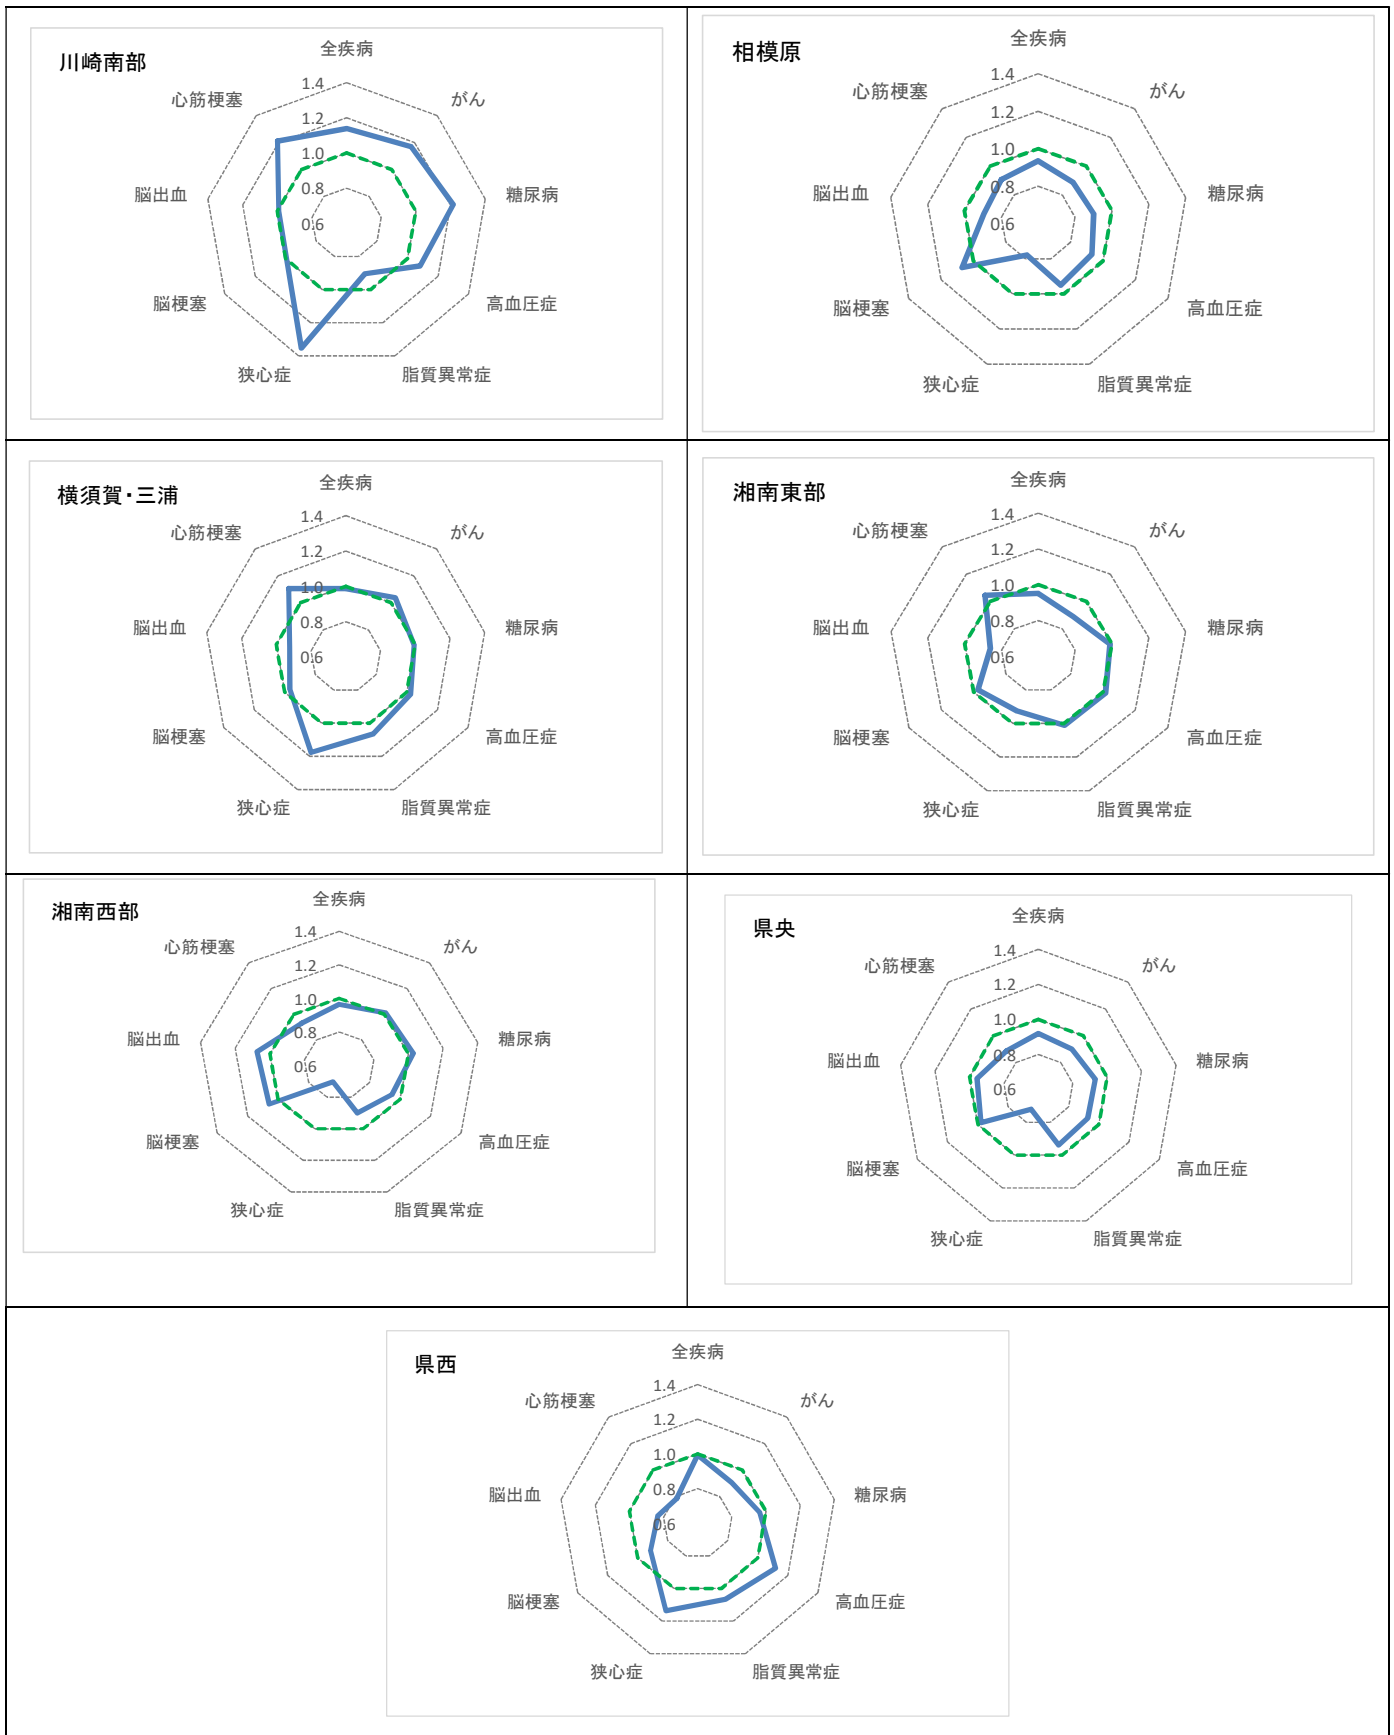 川崎南部
全疾病
1.4
心筋梗塞
がん
1.2
1.0
脳出血
糖尿病
0.8
0.6
脳梗塞
高血圧症
狭心症
脂質異常症
相模原
全疾病
1.4
心筋梗塞
がん
1.2
1.0
脳出血
糖尿病
0.8
0.6
脳梗塞
高血圧症
狭心症
脂質異常症
横須賀・三浦
全疾病
1.4
心筋梗塞
がん
1.2
1.0
脳出血
糖尿病
0.8
0.6
脳梗塞
高血圧症
狭心症
脂質異常症
湘南東部
全疾病
1.4
心筋梗塞
がん
1.2
1.0
脳出血
糖尿病
0.8
0.6
脳梗塞
高血圧症
狭心症
脂質異常症
湘南西部
全疾病
1.4
心筋梗塞
がん
1.2
1.0
脳出血
糖尿病
0.8
0.6
脳梗塞
高血圧症
狭心症
脂質異常症
県央
全疾病
1.4
心筋梗塞
がん
1.2
1.0
脳出血
糖尿病
0.8
0.6
脳梗塞
高血圧症
狭心症
脂質異常症
県西
全疾病
1.4
心筋梗塞
がん
1.2
1.0
脳出血
糖尿病
0.8
0.6
脳梗塞
高血圧症
狭心症
脂質異常症